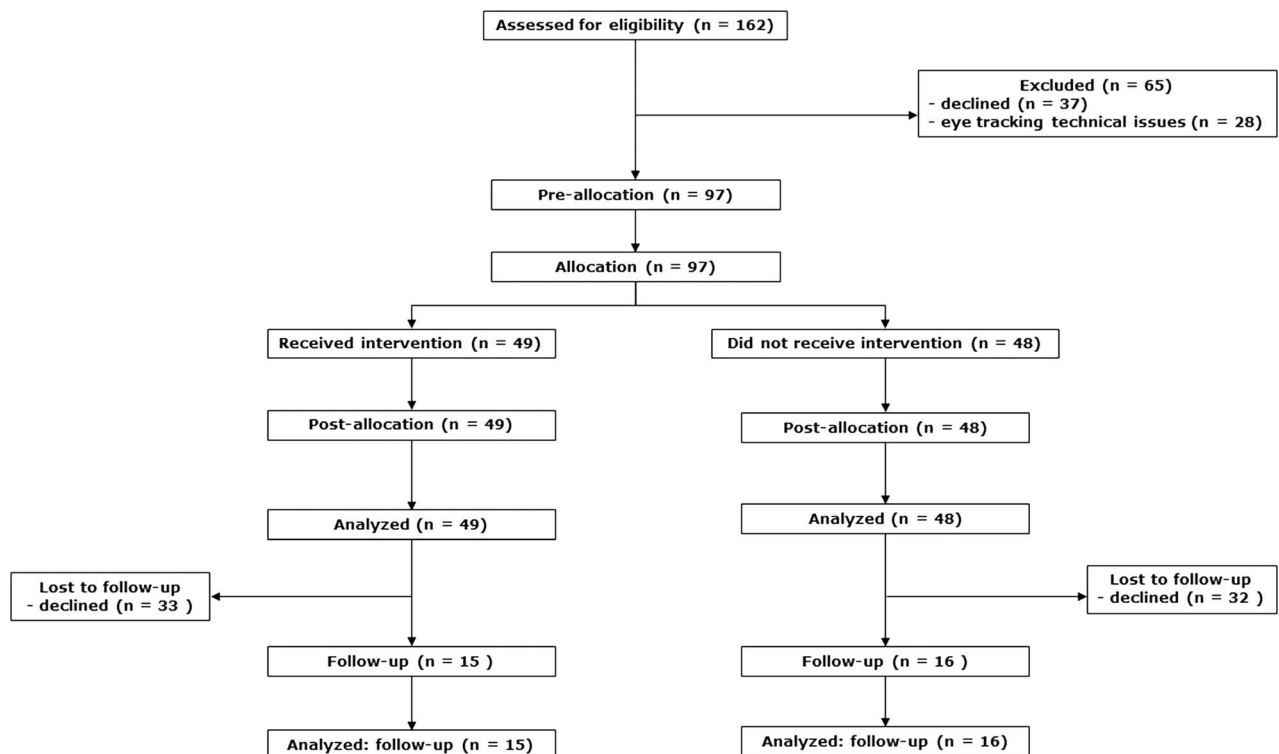 Assessed for eligibility (n = 162)
Excluded (n = 65)
- declined (n = 37)
- eye tracking technical issues (n = 28)
Pre-allocation (n = 97)
Allocation (n = 97)
Received intervention (n = 49)
Did not receive intervention (n = 48)
Post-allocation (n = 49)
Post-allocation (n = 48)
Analyzed (n = 49)
Analyzed (n = 48)
Lost to follow-up
- declined (n = 33 )
Lost to follow-up
- declined (n = 32 )
Follow-up (n = 15 )
Follow-up (n = 16 )
Analyzed: follow-up (n = 15)
Analyzed: follow-up (n = 16)